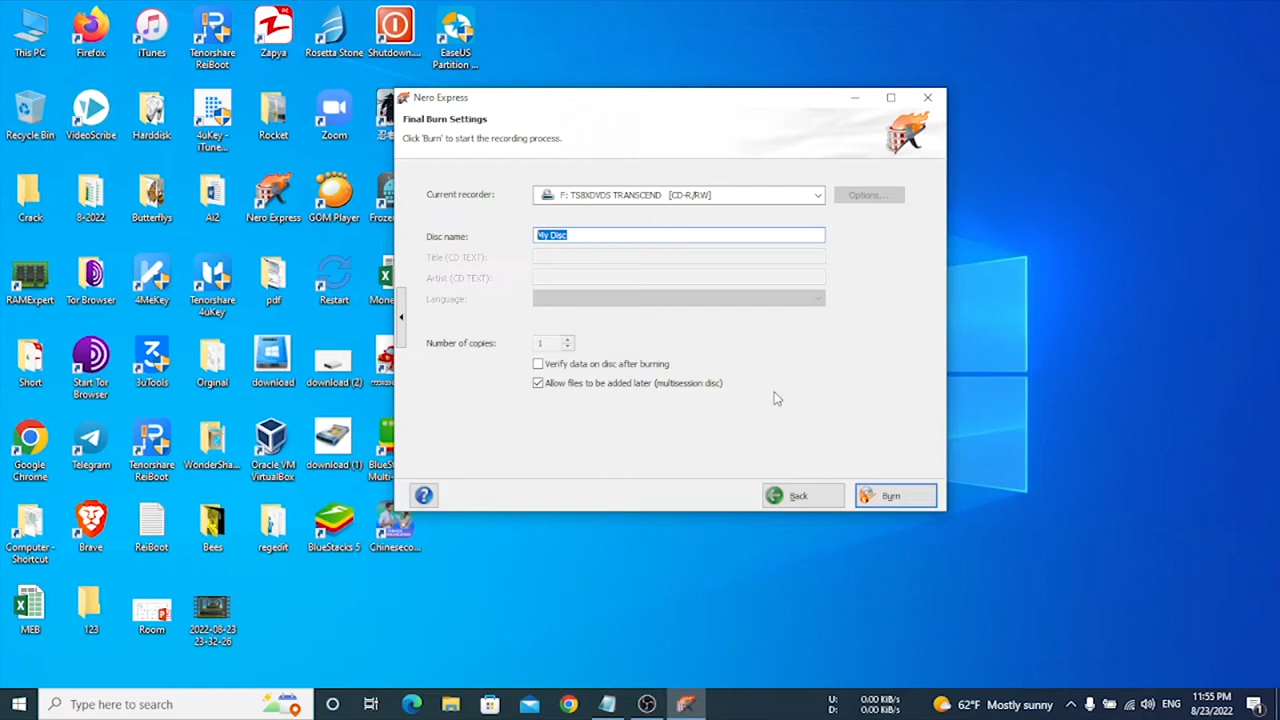 This PC
Firefox
iTunes
Tenorshare
ReiBoot
Zapya
Rosetta Stone
Shutdown....
EaseUS
Partition ...
Recycle Bin
VideoScribe
Harddisk
4uKey -
iTune...
Rocket
Zoom
Crack
8-2022
Butterflys
Ai2
Nero Express
GOM Player
Frozen
RAMExpert
Tor Browser
4MeKey
Tenorshare
4uKey
pdf
Restart
Mone
Short
Start Tor
Browser
3uTools
Orginal
download
download (2)
Google
Chrome
Telegram
Tenorshare
ReiBoot
WonderSha...
Oracle VM
VirtualBox
download (1)
BlueS
Multi-
Computer -
Shortcut
Brave
ReiBoot
Bees
regedit
BlueStacks 5
Chineseco...
MEB
123
Room
2022-08-23
23-32-26
Nero Express
Final Burn Settings
Click 'Burn' to start the recording process.
Current recorder:
F: TS8XDVDS TRANSCEND [CD-R/RW]
Options...
Disc name:
My Disc
Title (CD TEXT):
Artist (CD TEXT):
Language:
Number of copies:
1
Verify data on disc after burning
Allow files to be added later (multisession disc)
Back
Burn
Type here to search
U: 0.00 KiB/s
D: 0.00 KiB/s
62°F Mostly sunny
ENG
11:55 PM
8/23/2022